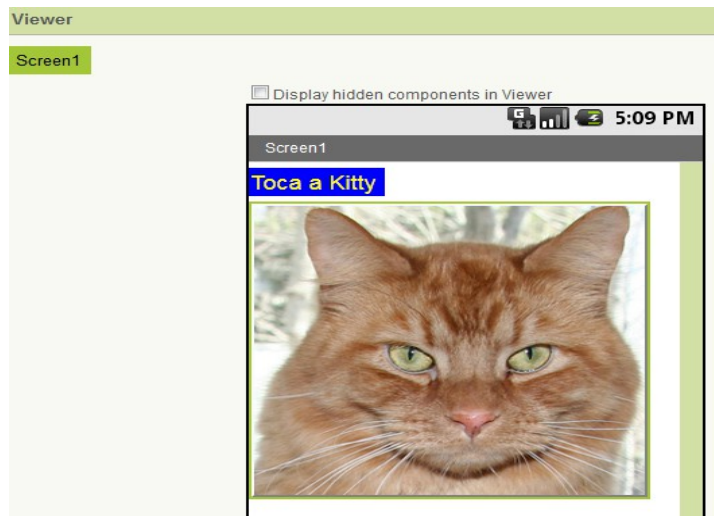 Viewer
Screen1
Display hidden components in Viewer
5:09 PM
Screen1
Toca a Kitty